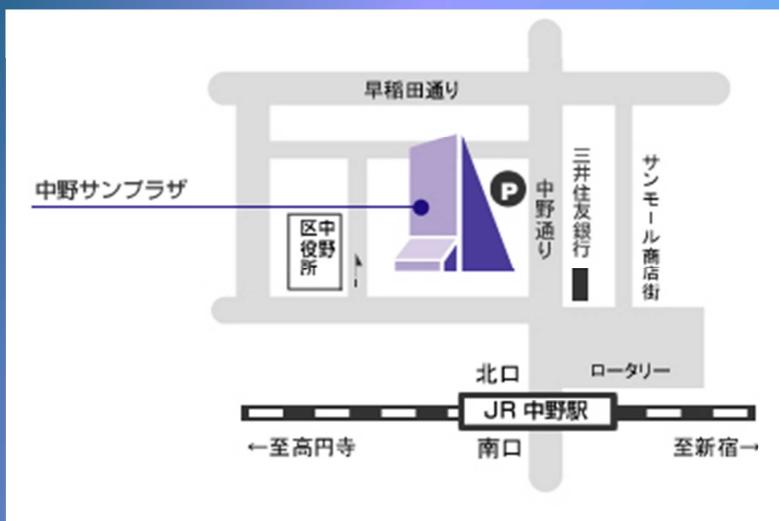 早稲田通り
中野サンプラザ
P
中野通り
三井住友銀行
サンモール商店街
中野
区役所
北口
ロータリー
JR 中野駅
←至高円寺
南口
至新宿→